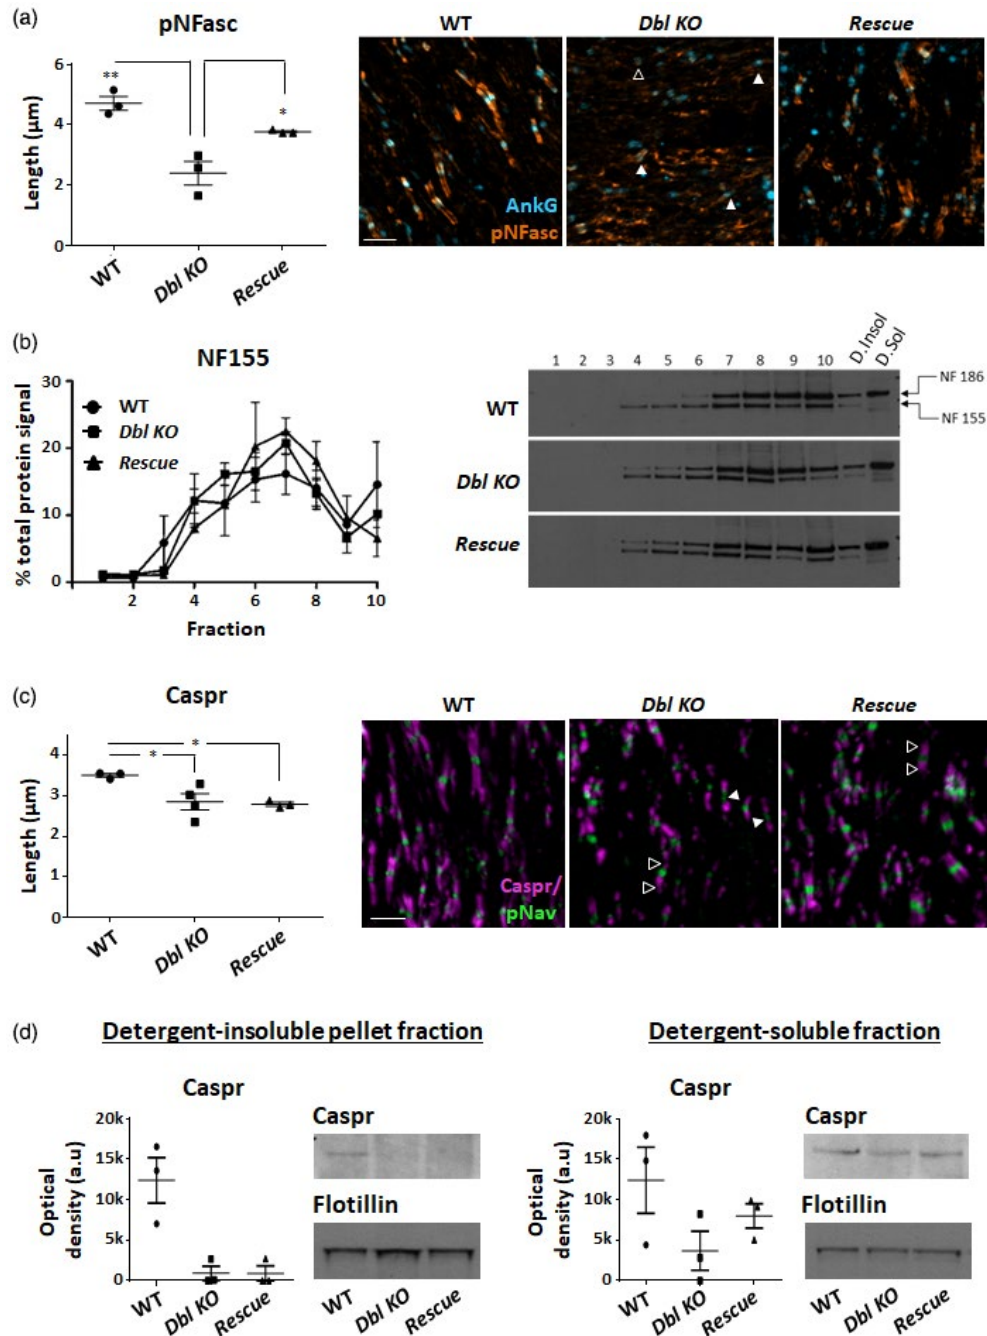 (a)
pNFasc
Length (µm)
6
4
2
0
**
*
WT
Dbl KO
Rescue
WT
Dbl KO
Rescue
AnkG
pNFasc
(b)
NF155
% total protein signal
30
20
10
0
WT
Dbl KO
Rescue
2
4
6
8
10
Fraction
1 2 3 4 5 6 7 8 9 10 D.Insol D.Sol
WT
Dbl KO
Rescue
NF 186
NF 155
(c)
Caspr
Length (µm)
4
3
2
1
0
*
*
WT
Dbl KO
Rescue
WT
Dbl KO
Rescue
Caspr/
pNav
(d)
Detergent-insoluble pellet fraction
Caspr
Optical
density (a.u)
20k
15k
10k
5k
0
WT
Dbl KO
Rescue
Caspr
Flotillin
WT
Dbl KO
Rescue
Detergent-soluble fraction
Caspr
Optical
density (a.u)
20k
15k
10k
5k
0
WT
Dbl KO
Rescue
Caspr
Flotillin
WT
Dbl KO
Rescue